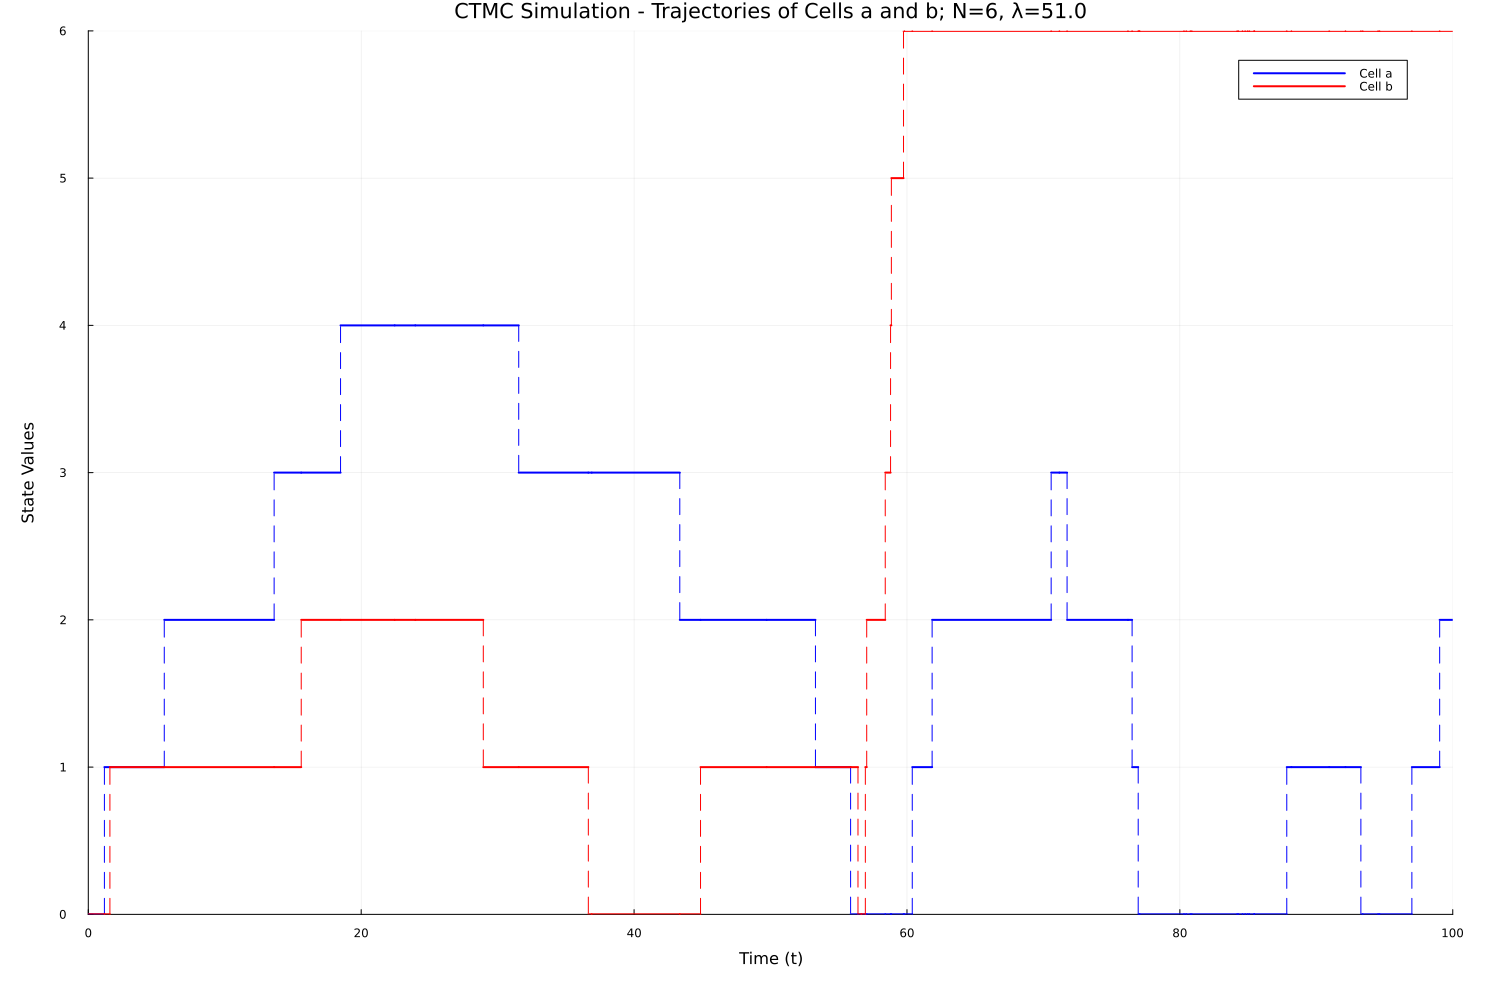 CTMC Simulation - Trajectories of Cells a and b; N=6, λ=51.0
6
Cell a
Cell b
5
4
State Values
3
2
1
0
0 20 40 60 80 100
Time (t)